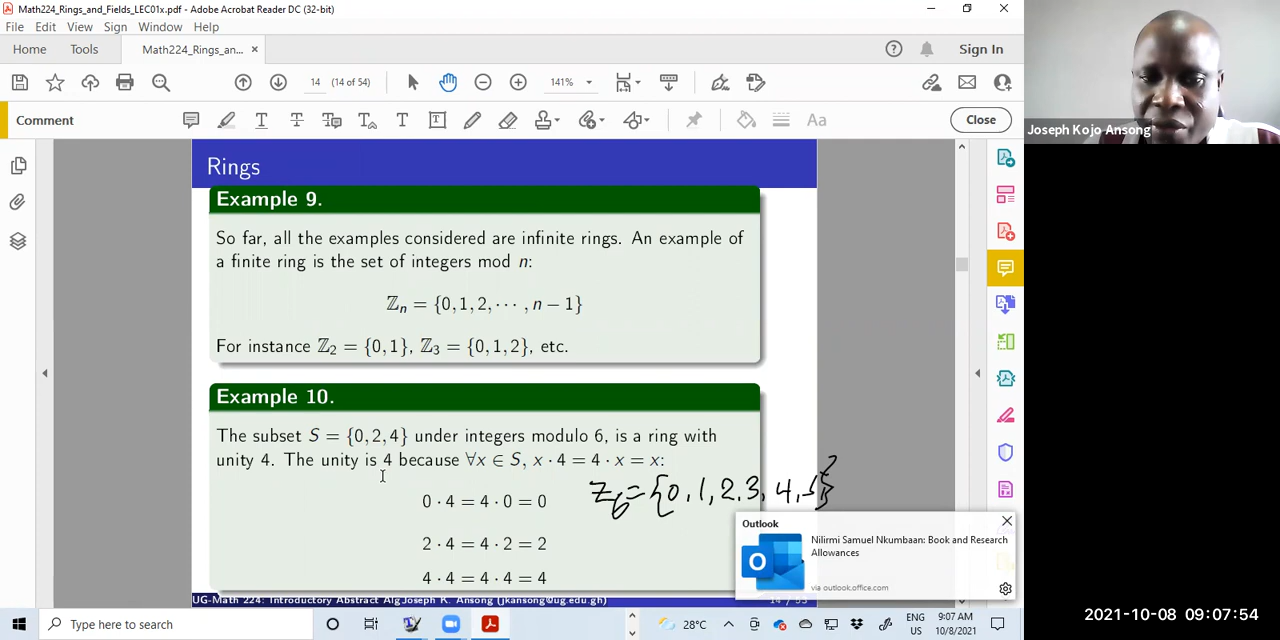 Math224_Rings_and_Fields_LEC01x.pdf - Adobe Acrobat Reader DC (32-bit)
File Edit View Sign Window Help
Home Tools Math224_Rings_an... × Sign In
14 (14 of 54) 141%
Comment Close
Joseph Kojo Ansong
Rings
Example 9.
So far, all the examples considered are infinite rings. An example of
a finite ring is the set of integers mod n:
ℤₙ = {0, 1, 2, ⋯ , n − 1}
For instance ℤ₂ = {0, 1}, ℤ₃ = {0, 1, 2}, etc.
Example 10.
The subset S = {0, 2, 4} under integers modulo 6, is a ring with
unity 4. The unity is 4 because ∀x ∈ S, x · 4 = 4 · x = x:
0 · 4 = 4 · 0 = 0
Z₆ = {0, 1, 2, 3, 4, 5}
2 · 4 = 4 · 2 = 2
4 · 4 = 4 · 4 = 4
Outlook
Nilirmi Samuel Nkumbaan: Book and Research
Allowances
via outlook.office.com
UG-Math 224: Introductory Abstract Alg Joseph K. Ansong (jkansong@ug.edu.gh)
Type here to search
28°C
ENG
US
9:07 AM
10/8/2021
2021-10-08 09:07:54